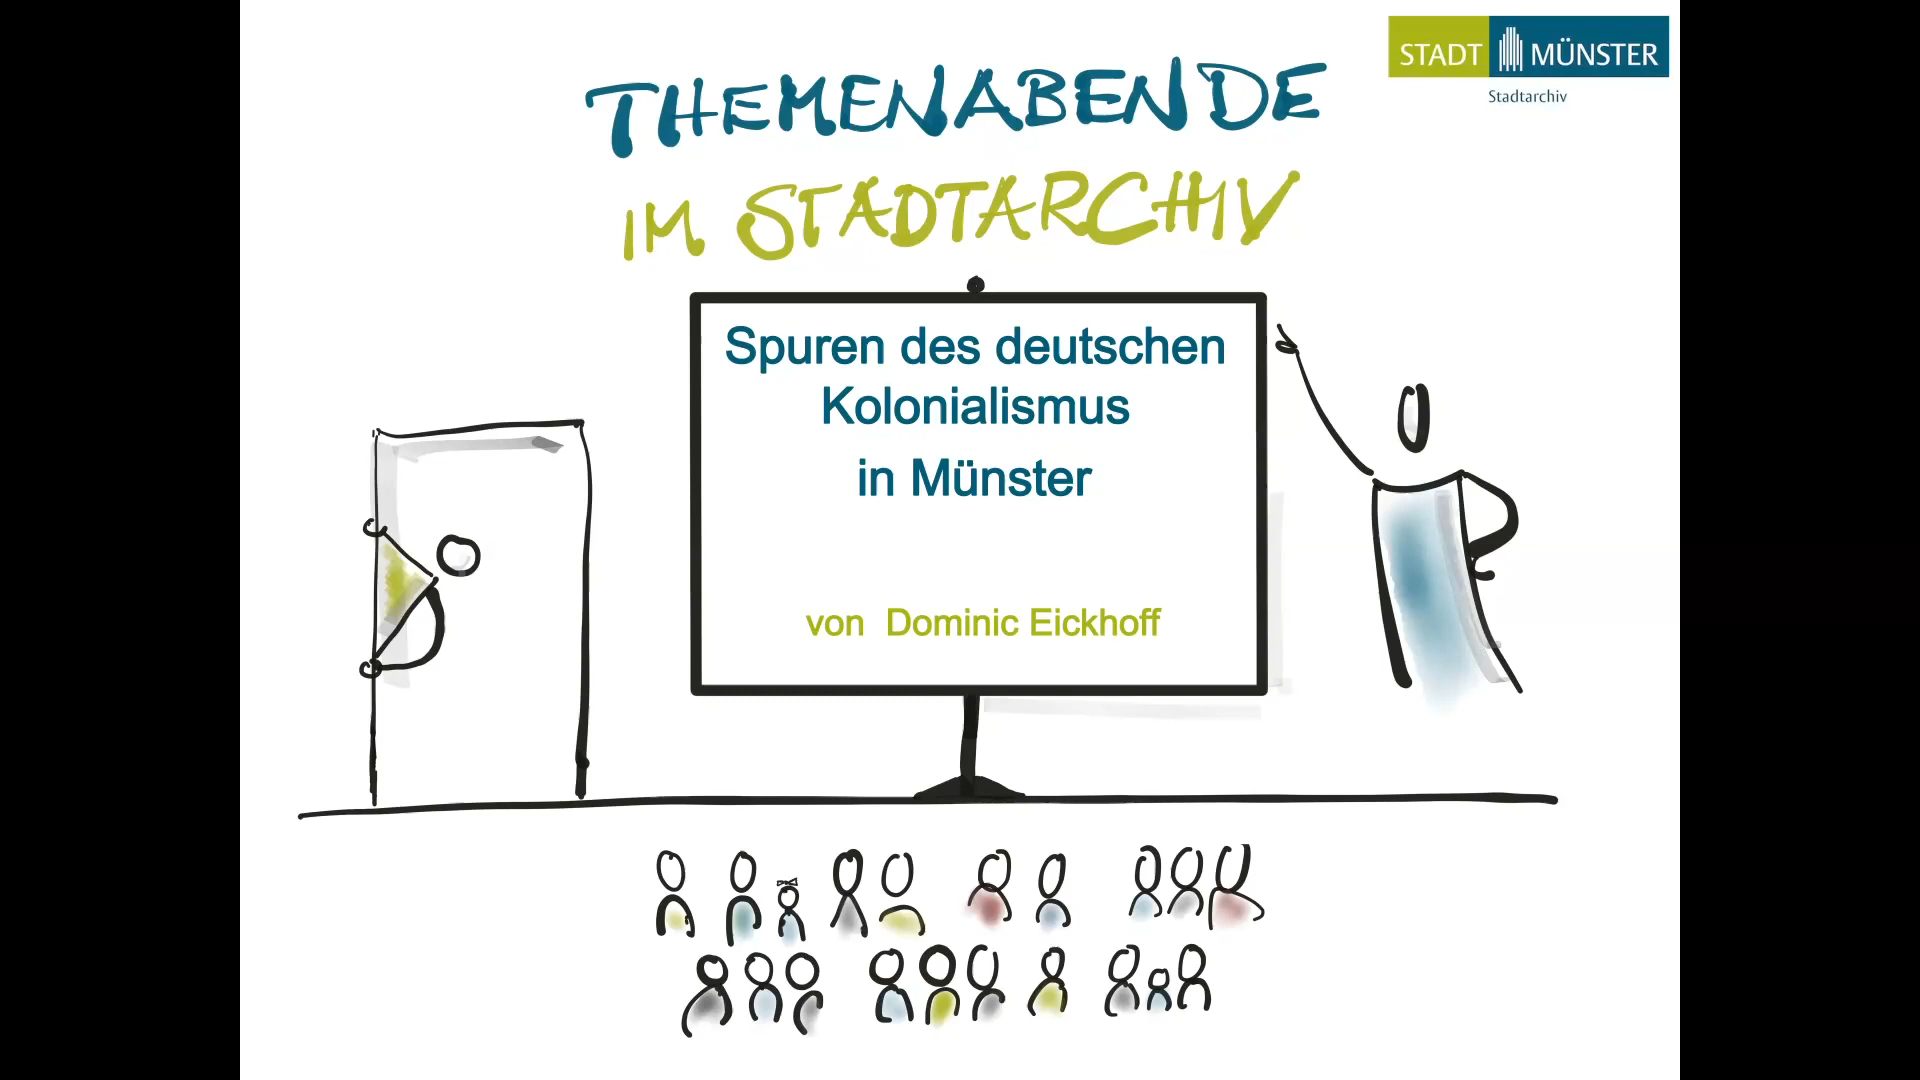 THEMENABENDE
IM STADTARCHIV
STADT MÜNSTER
Stadtarchiv
Spuren des deutschen
Kolonialismus
in Münster
von Dominic Eickhoff